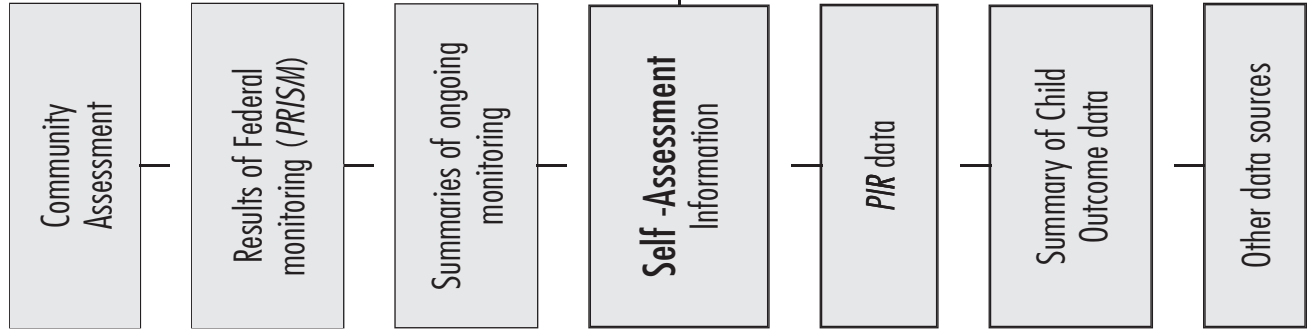 Community
Assessment
Results of Federal
monitoring (PRISM)
Summaries of ongoing
monitoring
Self -Assessment
Information
PIR data
Summary of Child
Outcome data
Other data sources